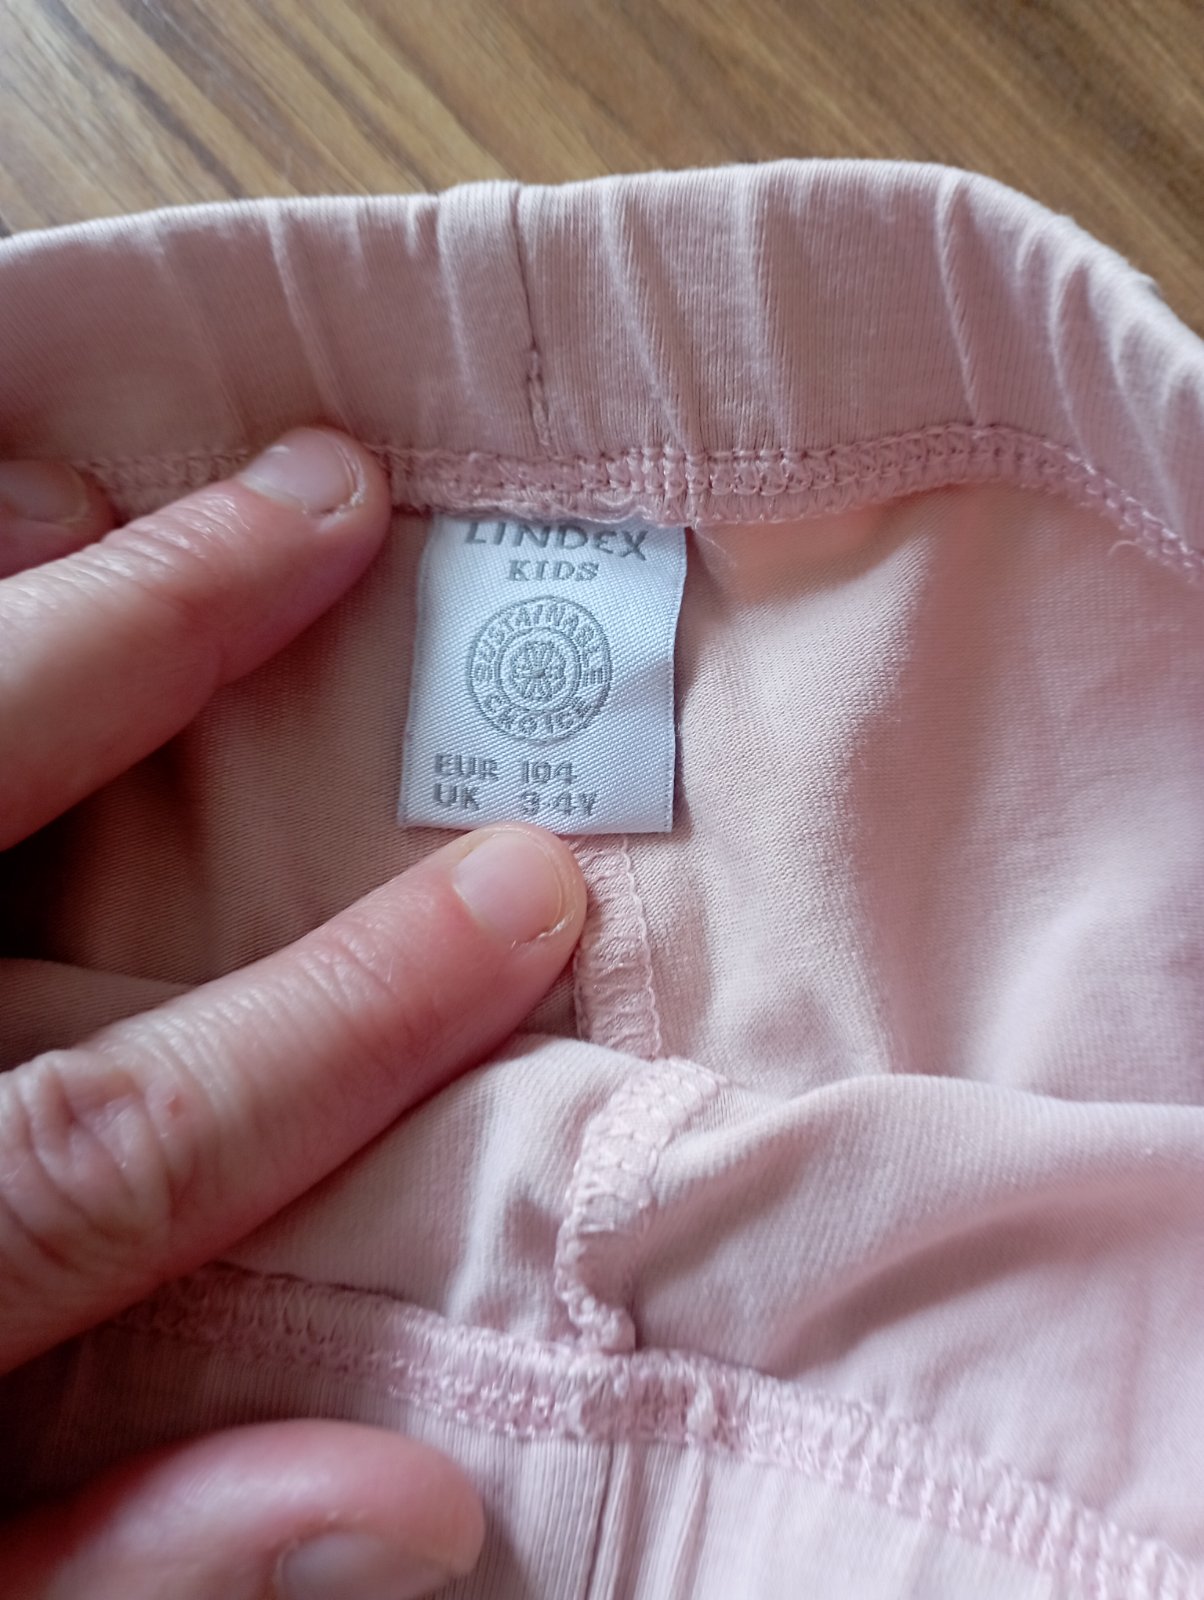 LINDEX
KIDS
SUSTAINABLE
CHOICE
EUR 104
UK 3-4Y